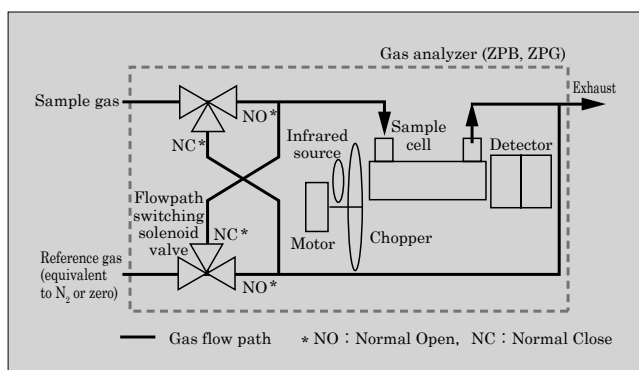 Gas analyzer (ZPB, ZPG)
Exhaust
Sample gas
NO*
NC*
Infrared
source
Sample
cell
Detector
Flowpath
switching
solenoid
valve
NC*
Motor
Chopper
Reference gas
(equivalent
to N₂ or zero)
NO*
Gas flow path
* NO : Normal Open, NC : Normal Close